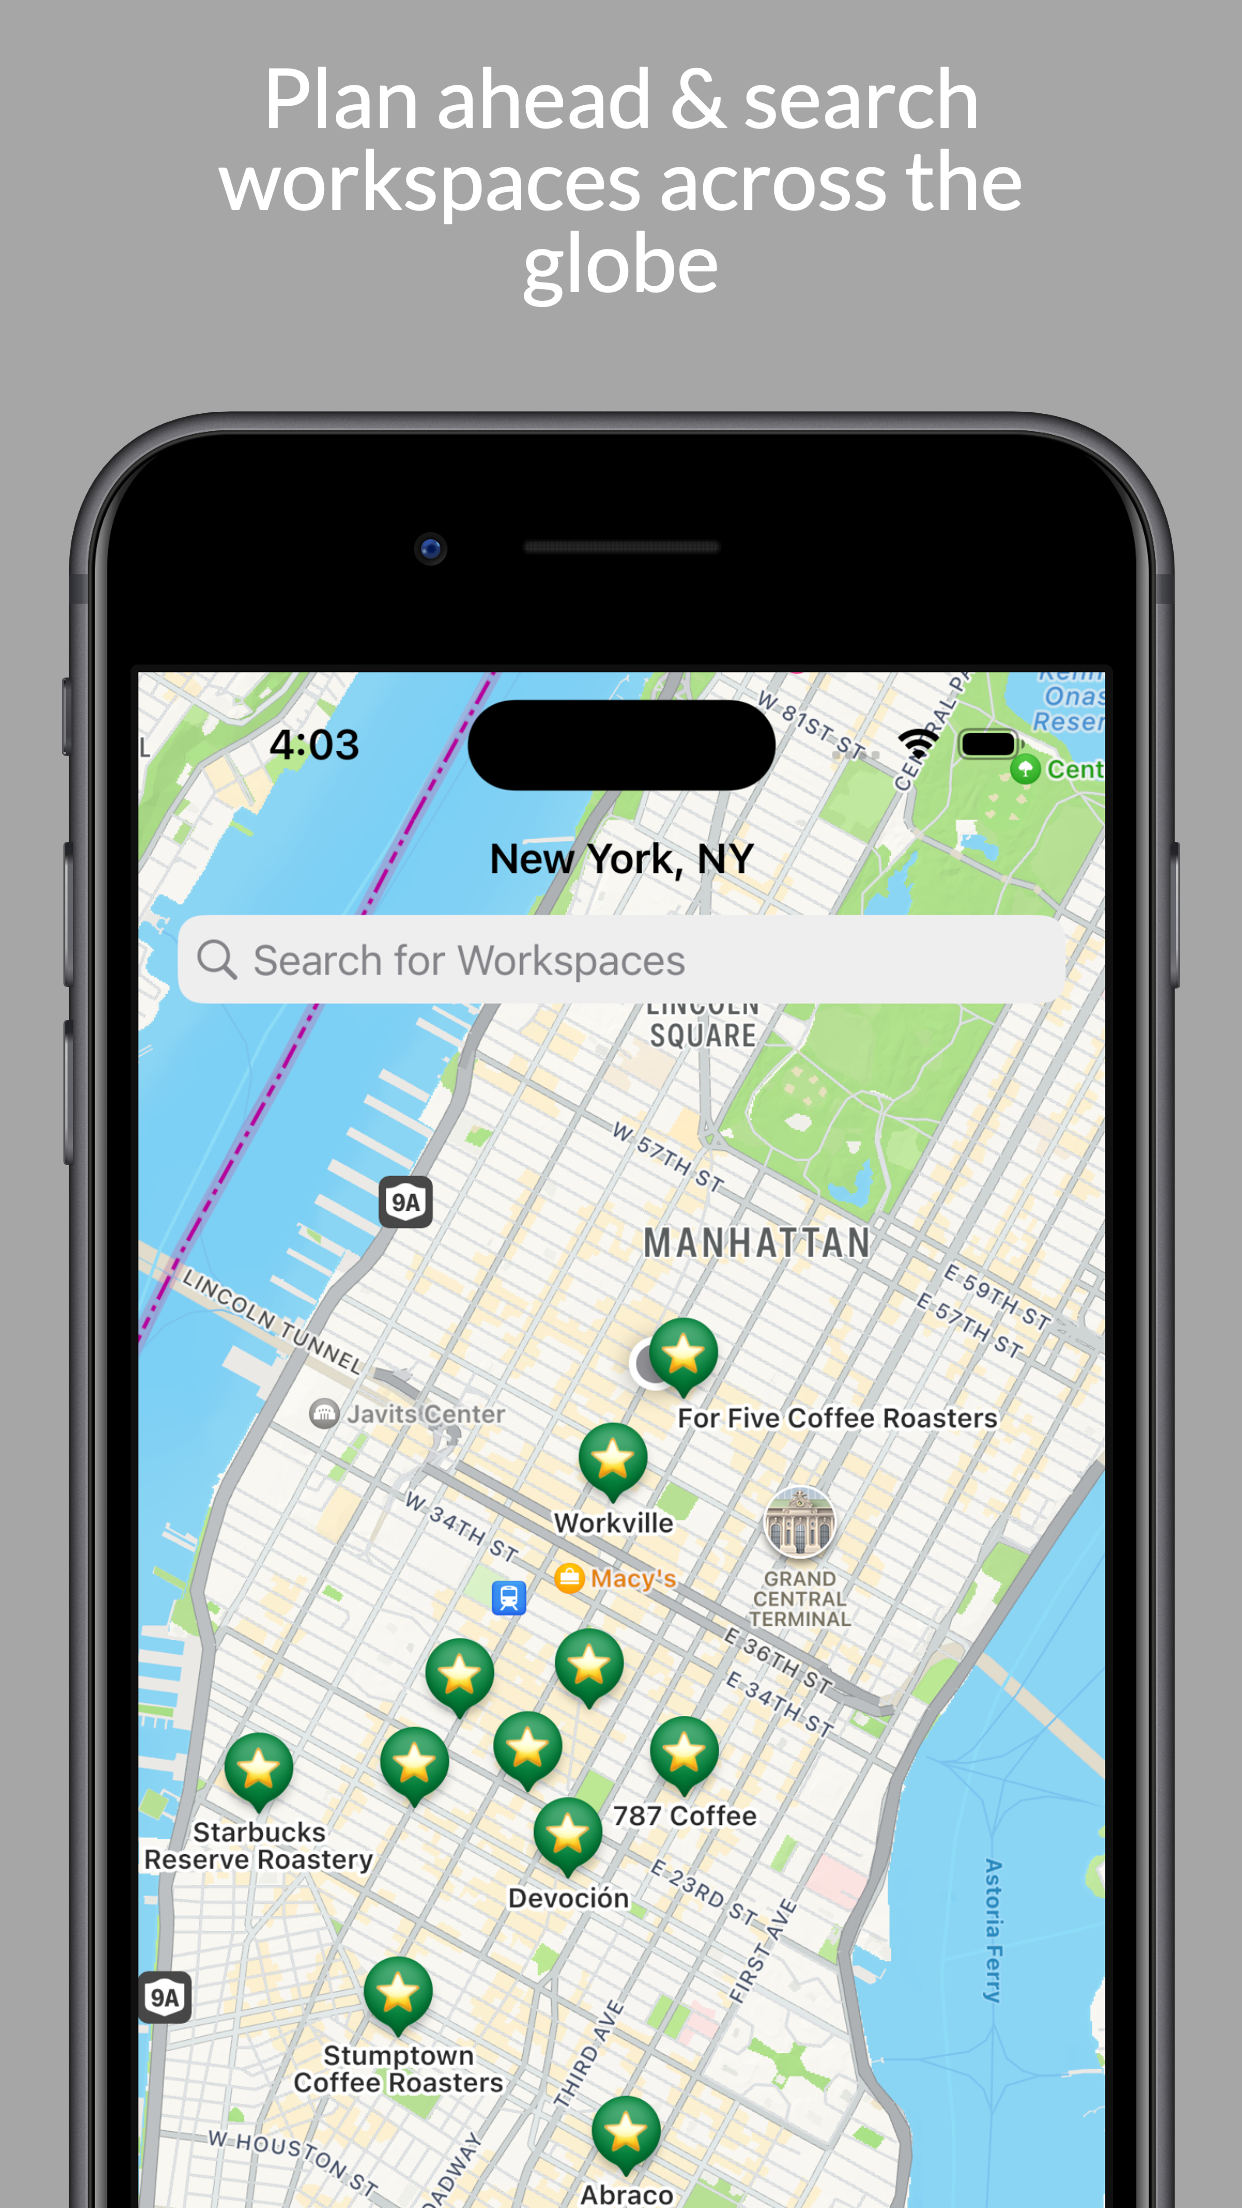 Plan ahead & search
workspaces across the
globe
W 81ST ST
Onas
Reser
4:03
L
Cent
New York, NY
Search for Workspaces
LINCOLN
SQUARE
W 57TH ST
9A
MANHATTAN
E 59TH ST
E 57TH ST
LINCOLN TUNNEL
Javits Center
For Five Coffee Roasters
W 34TH ST
Workville
Macy's
GRAND
CENTRAL
TERMINAL
E 36TH ST
E 34TH ST
787 Coffee
Starbucks
Reserve Roastery
Devoción
E 23RD ST
FIRST AVE
Astoria Ferry
9A
Stumptown
Coffee Roasters
THIRD AVE
W HOUSTON ST
OADWAY
Abraco